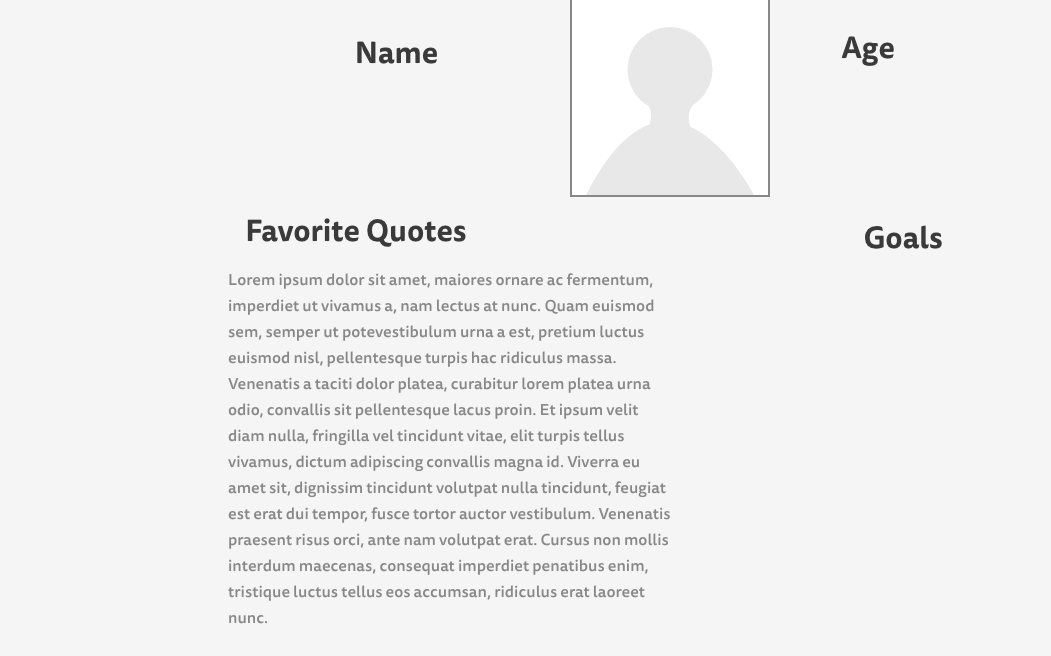 Name
Age
Favorite Quotes
Goals
Lorem ipsum dolor sit amet, maiores ornare ac fermentum,
imperdiet ut vivamus a, nam lectus at nunc. Quam euismod
sem, semper ut potevestibulum urna a est, pretium luctus
euismod nisl, pellentesque turpis hac ridiculus massa.
Venenatis a taciti dolor platea, curabitur lorem platea urna
odio, convallis sit pellentesque lacus proin. Et ipsum velit
diam nulla, fringilla vel tincidunt vitae, elit turpis tellus
vivamus, dictum adipiscing convallis magna id. Viverra eu
amet sit, dignissim tincidunt volutpat nulla tincidunt, feugiat
est erat dui tempor, fusce tortor auctor vestibulum. Venenatis
praesent risus orci, ante nam volutpat erat. Cursus non mollis
interdum maecenas, consequat imperdiet penatibus enim,
tristique luctus tellus eos accumsan, ridiculus erat laoreet
nunc.